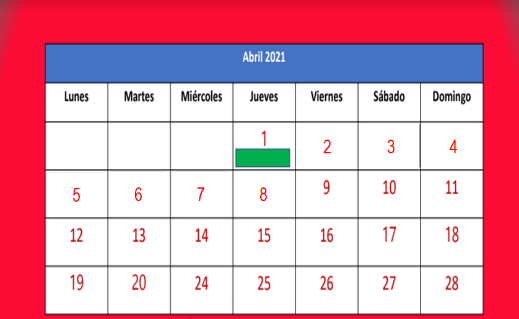 Abril 2021
Lunes Martes Miércoles Jueves Viernes Sábado Domingo
1 2 3 4
5 6 7 8 9 10 11
12 13 14 15 16 17 18
19 20 24 25 26 27 28